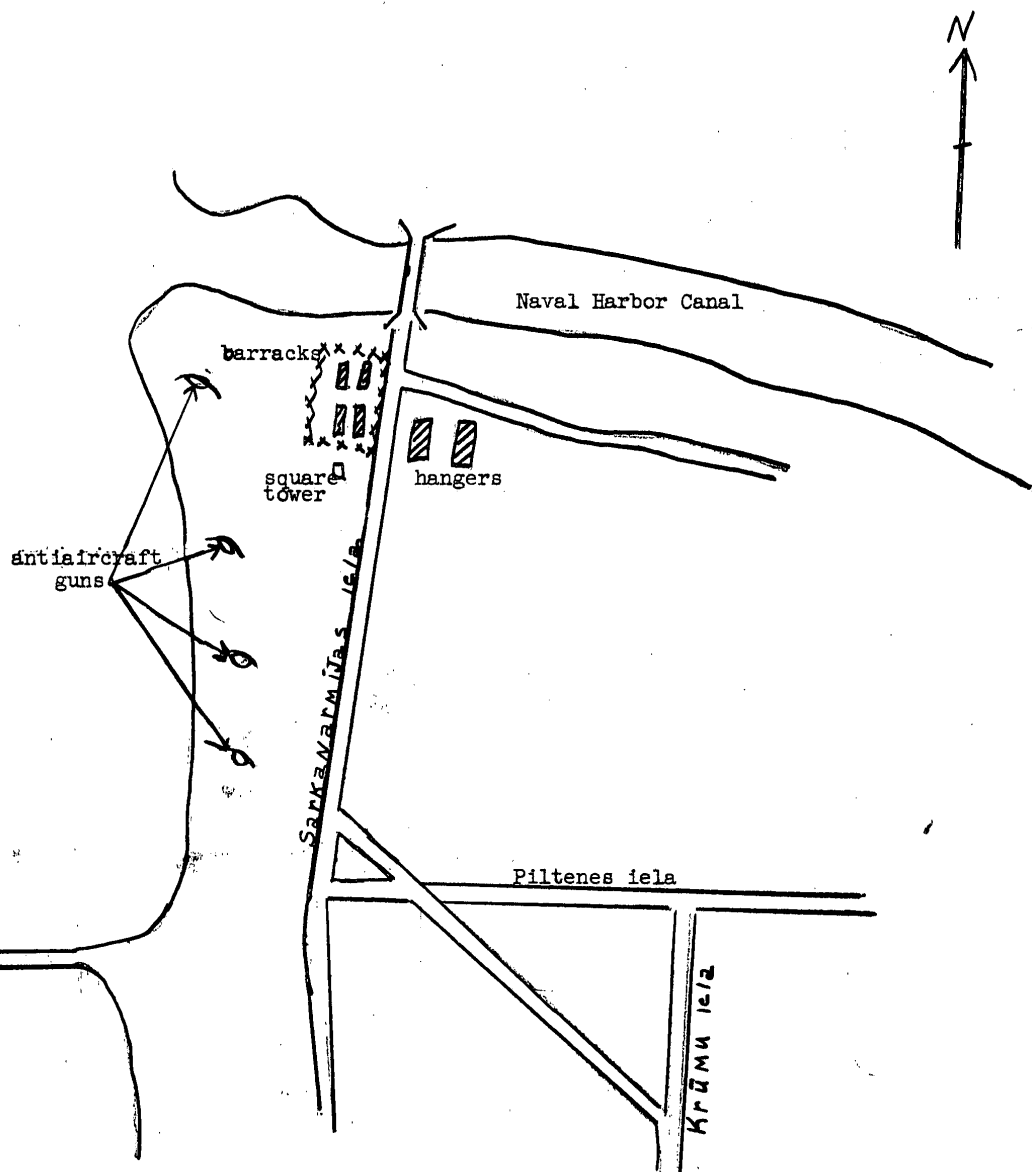 N
Naval Harbor Canal
barracks
square
tower
hangers
antiaircraft
guns
Sarkanarmijas iela
Piltenes iela
Krūmu iela